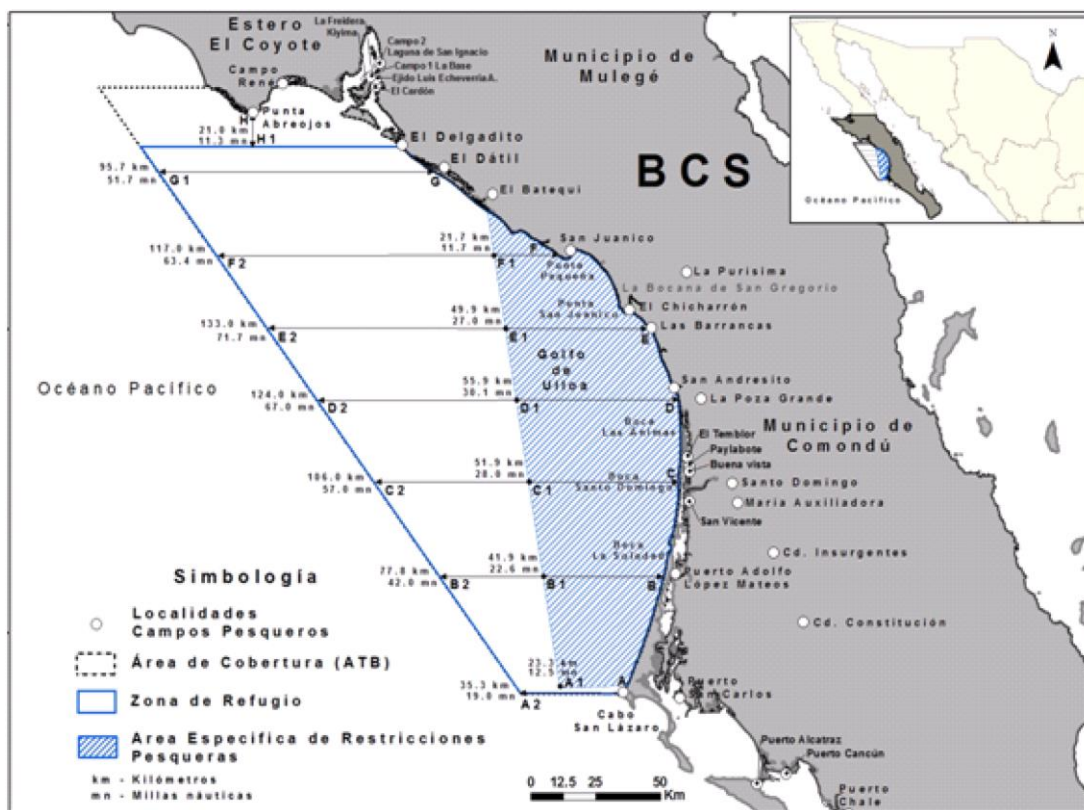 Estero
El Coyote
Campo
René
La Freidera
Kiyima
Campo 2
Laguna de San Ignacio
Campo 1 La Base
Ejido Luis Echeverría A.
El Cardón
Municipio de
Mulegé
N
Océano Pacífico
H
Punta
Abreojos
21.0 km
11.3 mn
H1
El Delgadito
El Dátil
BCS
95.7 km
51.7 mn
G1
G
El Batequi
117.0 km
63.4 mn
F2
21.7 km
11.7 mn
F1
F
San Juanico
Punta
Pequeña
La Purisima
La Bocana de San Gregorio
Punta
San Juanico
El Chicharrón
133.0 km
71.7 mn
E2
49.9 km
27.0 mn
E1
E
Las Barrancas
Golfo
de
Ulloa
Océano Pacífico
124.0 km
67.0 mn
D2
55.9 km
30.1 mn
D1
D
San Andresito
La Poza Grande
Boca
Las Ánimas
Municipio de
Comondú
El Temblor
Paylabote
Buena vista
106.0 km
57.0 mn
C2
51.9 km
28.0 mn
C1
C
Boca
Santo Domingo
Santo Domingo
María Auxiliadora
San Vicente
Boca
La Soledad
Cd. Insurgentes
77.8 km
42.0 mn
B2
41.9 km
22.6 mn
B1
B
Puerto Adolfo
López Mateos
Cd. Constitución
35.3 km
19.0 mn
A2
23.3 km
12.5 mn
A1
A
Cabo
San Lázaro
Puerto
San Carlos
Puerto Alcatraz
Puerto Cancún
Puerto
Chale
Simbología
Localidades
Campos Pesqueros
Área de Cobertura (ATB)
Zona de Refugio
Area Específica de Restricciones
Pesqueras
km - Kilómetros
mn - Millas náuticas
0 12.5 25 50
Km